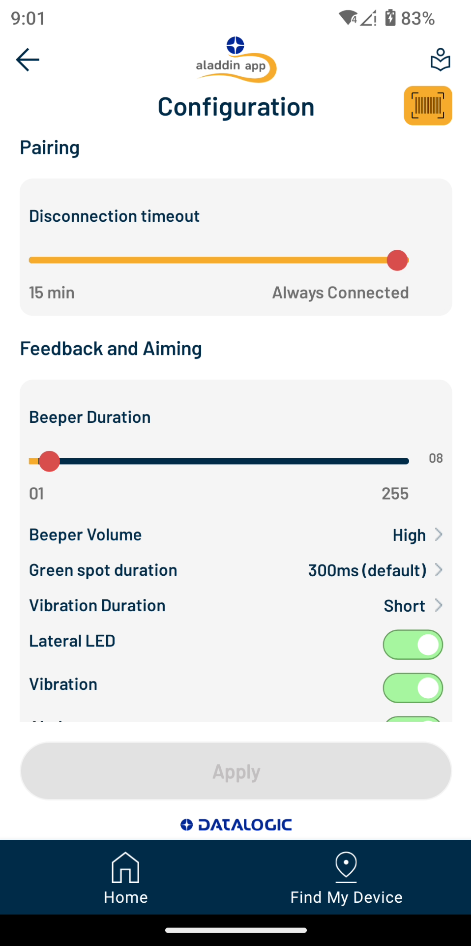 9:01
4
83%
aladdin app
Configuration
Pairing
Disconnection timeout
15 min
Always Connected
Feedback and Aiming
Beeper Duration
08
01
255
Beeper Volume
High
Green spot duration
300ms (default)
Vibration Duration
Short
Lateral LED
Vibration
Apply
DATALOGIC
Home
Find My Device